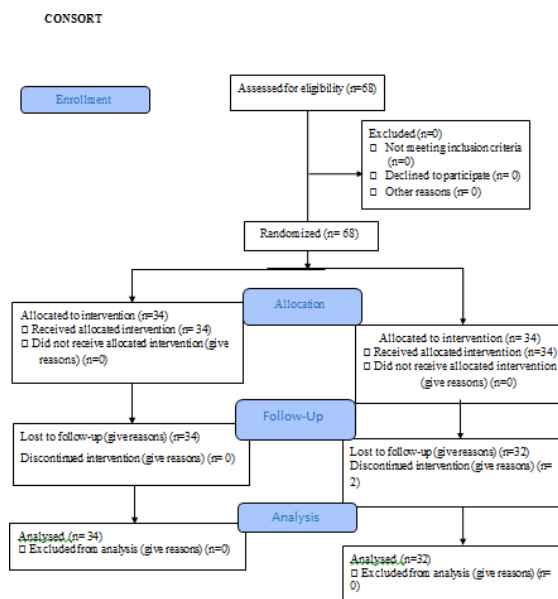 CONSORT
Enrollment
Assessed for eligibility (n=68)
Excluded (n=0)
□ Not meeting inclusion criteria
(n=0)
□ Declined to participate (n= 0)
□ Other reasons (n= 0)
Randomized (n= 68)
Allocation
Allocated to intervention (n=34)
□ Received allocated intervention (n= 34)
□ Did not receive allocated intervention (give
reasons) (n=0)
Allocated to intervention (n= 34)
□ Received allocated intervention (n=34)
□ Did not receive allocated intervention
(give reasons) (n=0)
Follow-Up
Lost to follow-up (give reasons) (n=34)
Discontinued intervention (give reasons) (n= 0)
Lost to follow-up (give reasons) (n=32)
Discontinued intervention (give reasons) (n=
2)
Analysis
Analysed (n= 34)
□ Excluded from analysis (give reasons) (n=0)
Analysed (n=32)
□ Excluded from analysis (give reasons) (n=
0)